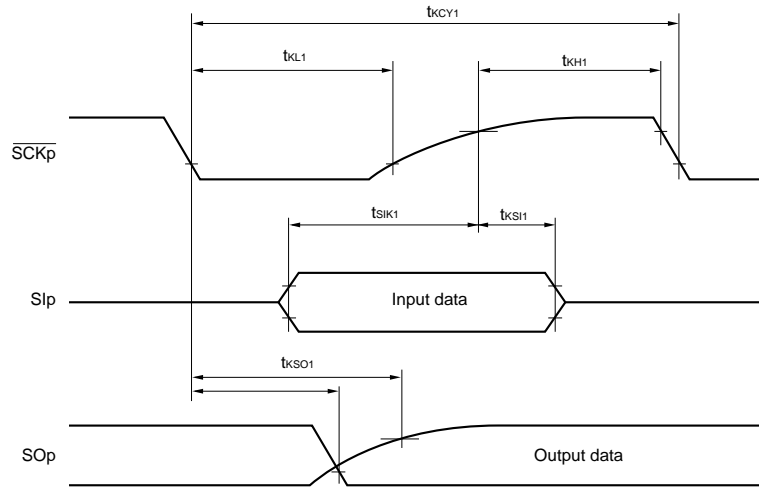 tKCY1
tKL1
tKH1
SCKp
tSIK1
tKSI1
SIp
Input data
tKSO1
SOp
Output data